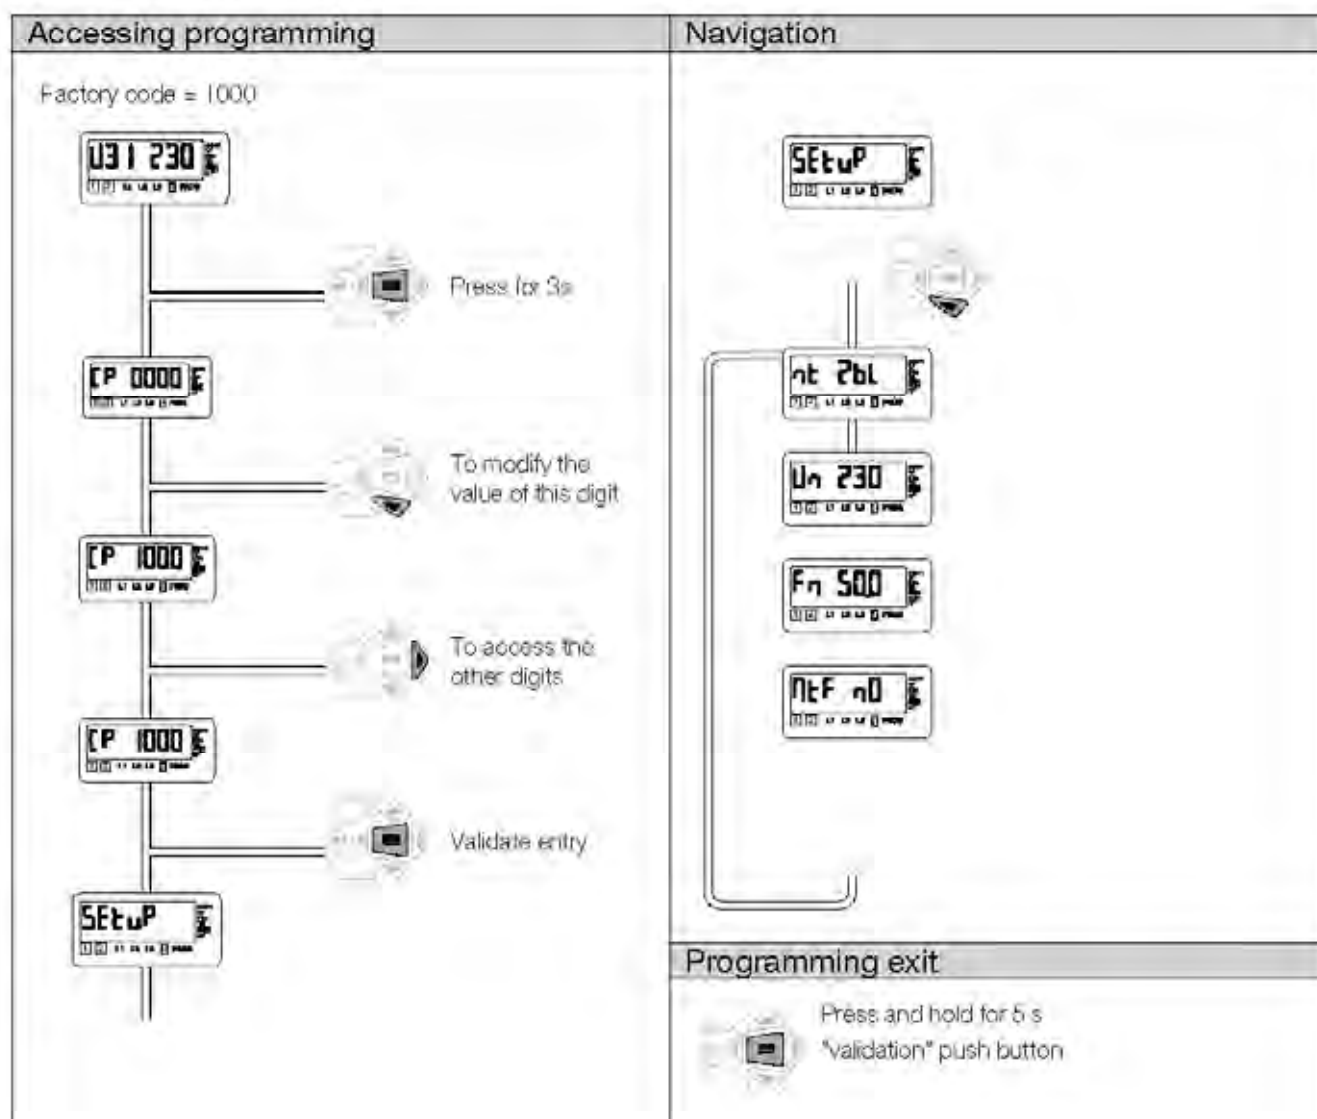 Accessing programming
Factory code = 1000
U31 230
Press for 3s
CP 0000
To modify the
value of this digit
CP 1000
To access the
other digits
CP 1000
Validate entry
SEtuP
Navigation
SEtuP
nt 2bL
Un 230
Fn 50.0
MtF nO
Programming exit
Press and hold for 5 s
"validation" push button